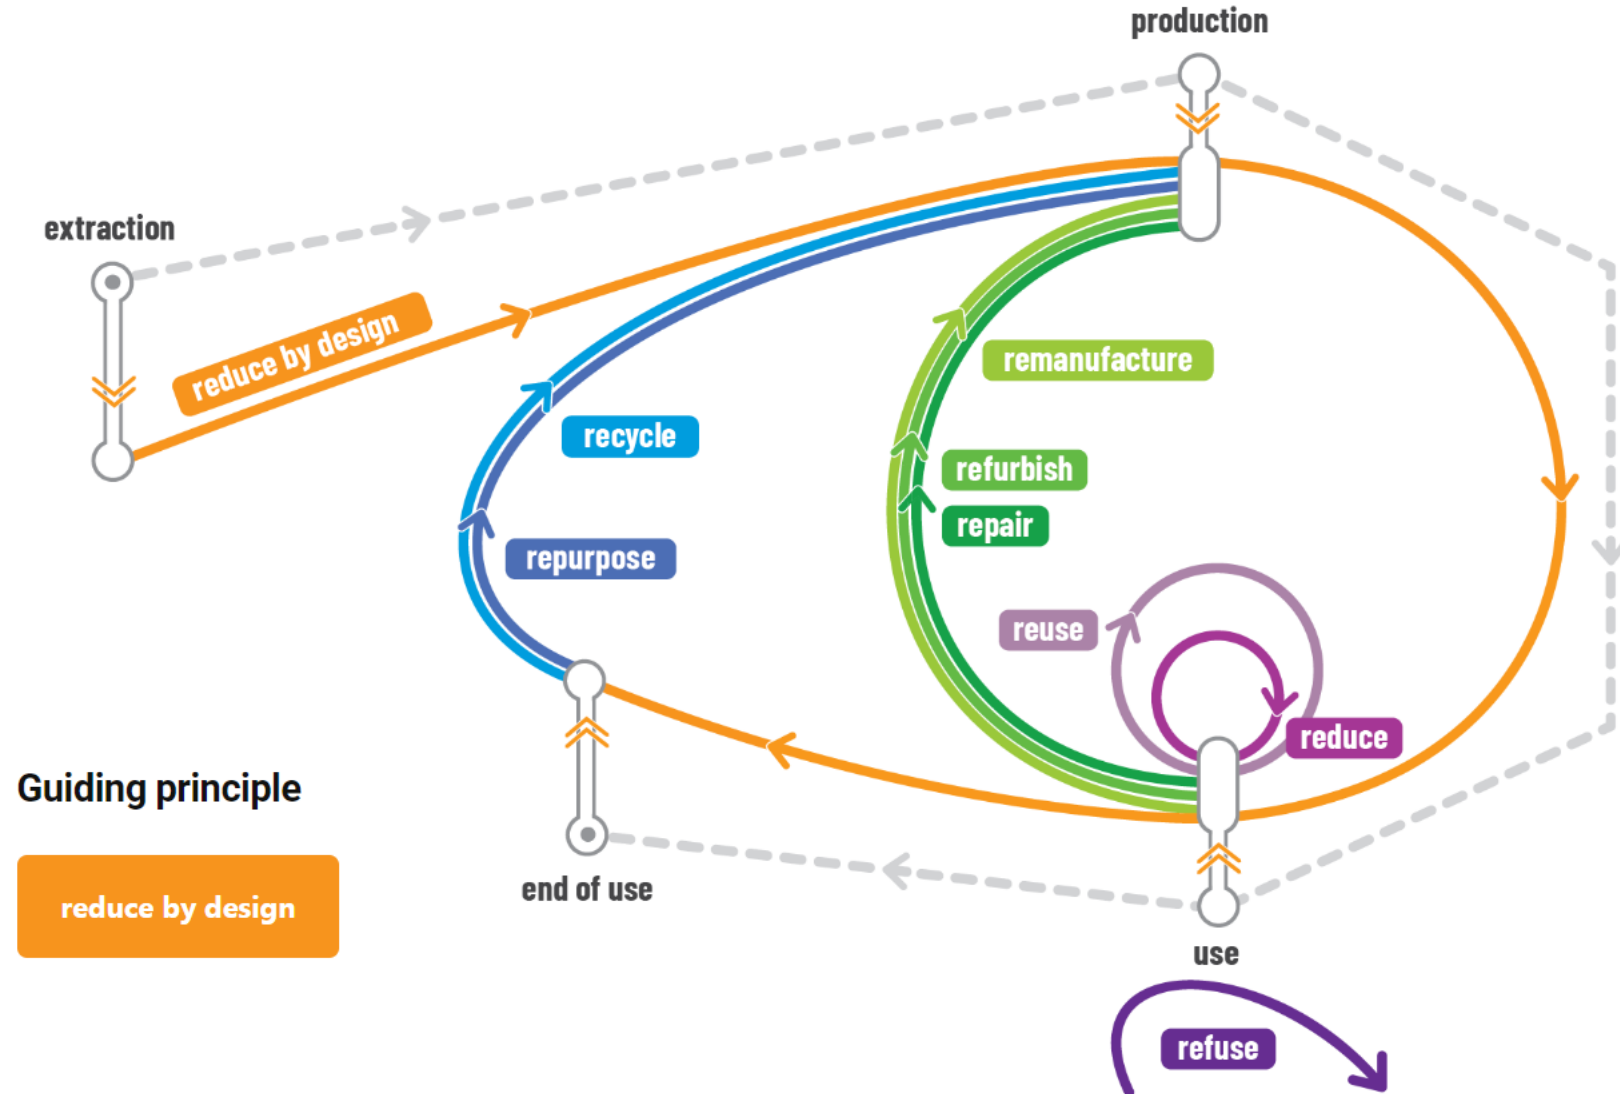 production
extraction
reduce by design
remanufacture
recycle
refurbish
repair
repurpose
reuse
reduce
Guiding principle
end of use
reduce by design
use
refuse